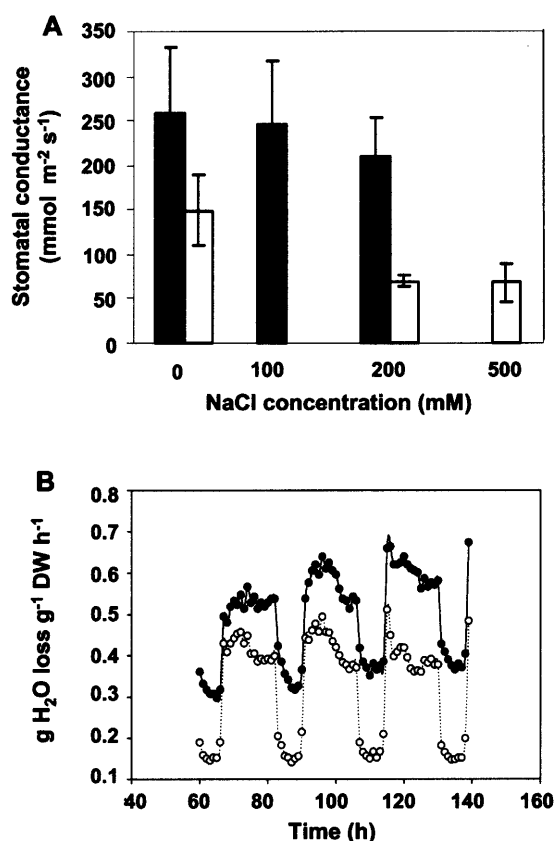 A
Stomatal conductance
(mmol m⁻² s⁻¹)
350
300
250
200
150
100
50
0
0 100 200 500
NaCl concentration (mM)
B
g H₂O loss g⁻¹ DW h⁻¹
0.8
0.7
0.6
0.5
0.4
0.3
0.2
0.1
40 60 80 100 120 140 160
Time (h)